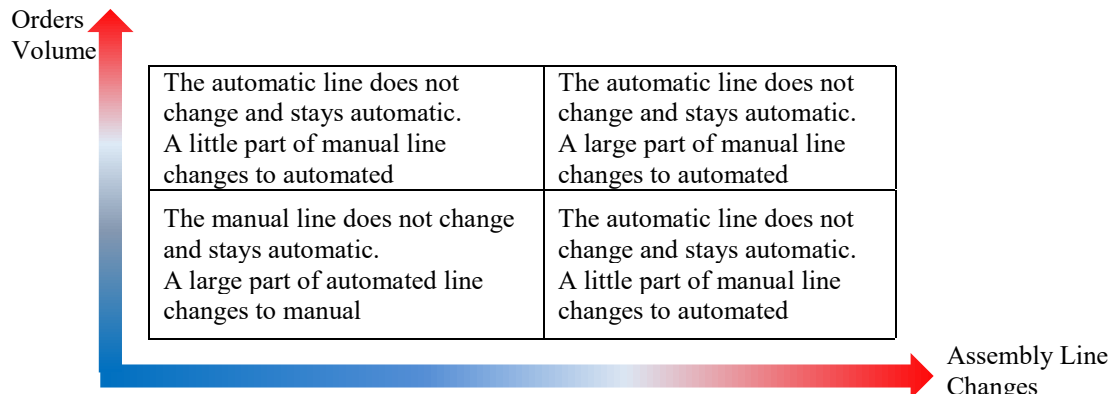 Orders
Volume
The automatic line does not
change and stays automatic.
A little part of manual line
changes to automated
The automatic line does not
change and stays automatic.
A large part of manual line
changes to automated
The manual line does not change
and stays automatic.
A large part of automated line
changes to manual
The automatic line does not
change and stays automatic.
A little part of manual line
changes to automated
Assembly Line
Changes